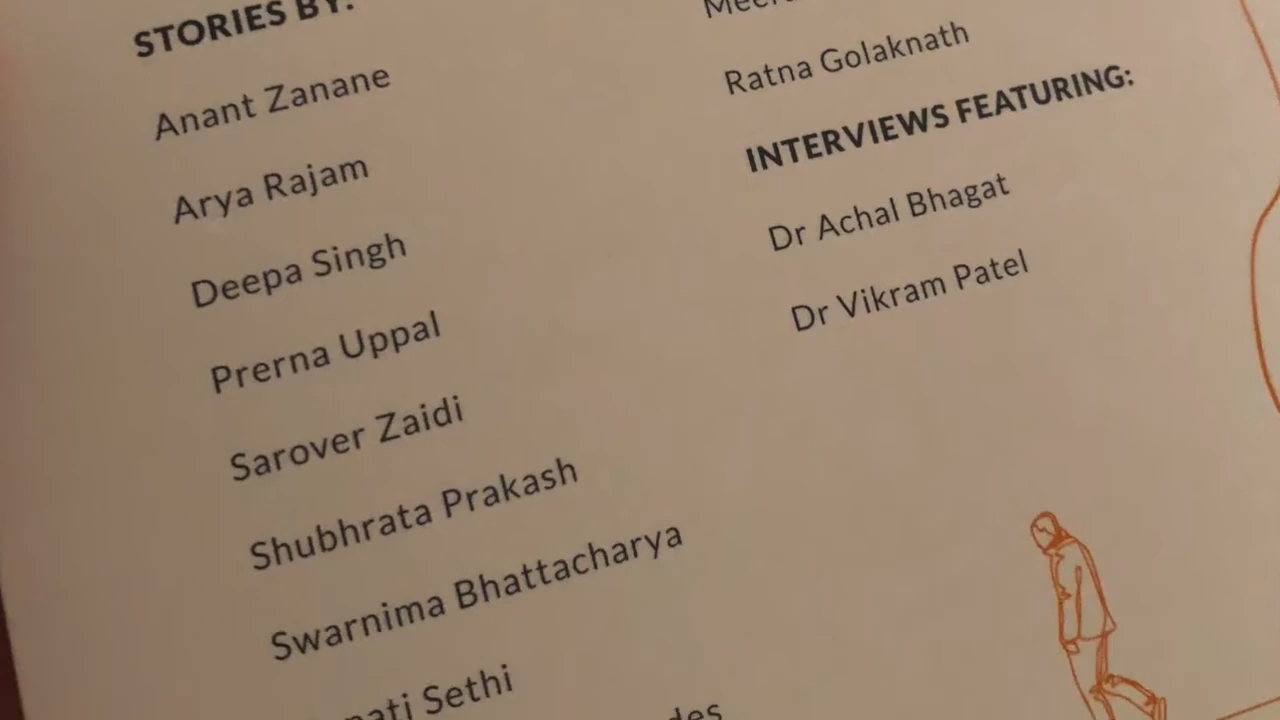 STORIES BY:
Anant Zanane
Arya Rajam
Deepa Singh
Prerna Uppal
Sarover Zaidi
Shubhrata Prakash
Swarnima Bhattacharya
Sethi
Ratna Golaknath
INTERVIEWS FEATURING:
Dr Achal Bhagat
Dr Vikram Patel